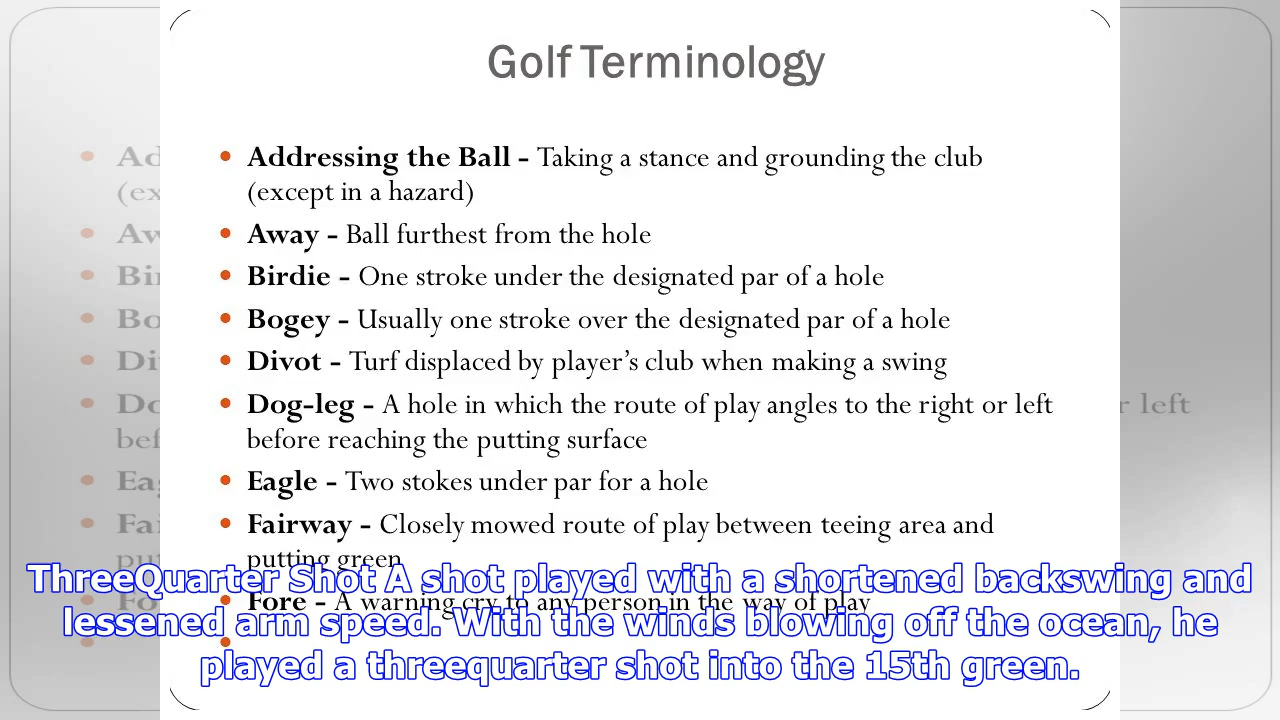 Golf Terminology
• Addressing the Ball - Taking a stance and grounding the club
(except in a hazard)
• Away - Ball furthest from the hole
• Birdie - One stroke under the designated par of a hole
• Bogey - Usually one stroke over the designated par of a hole
• Divot - Turf displaced by player’s club when making a swing
• Dog-leg - A hole in which the route of play angles to the right or left
before reaching the putting surface
• Eagle - Two stokes under par for a hole
• Fairway - Closely mowed route of play between teeing area and
putting green
• Fore - A warning cry to any person in the way of play
ThreeQuarter Shot A shot played with a shortened backswing and
lessened arm speed. With the winds blowing off the ocean, he
played a threequarter shot into the 15th green.